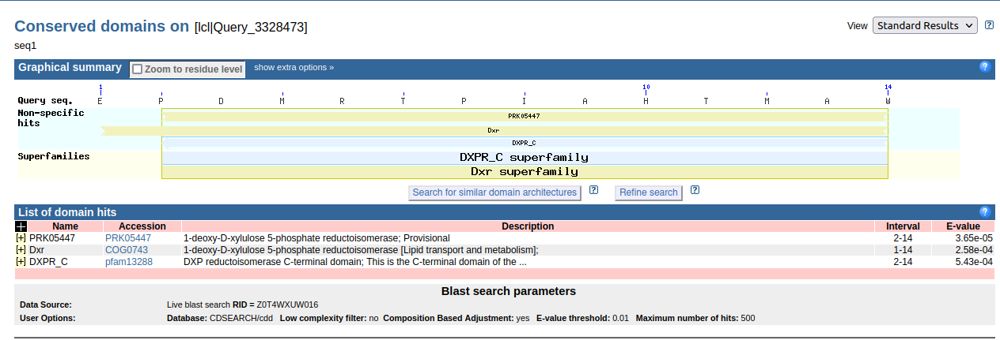 Conserved domains on [lcl|Query_3328473]
View Standard Results ?
seq1
Graphical summary Zoom to residue level show extra options » ?
1 10 14
Query seq. E P D M R T P I A H T M A W
Non-specific hits
PRK05447
Dxr
DXPR_C
Superfamilies
DXPR_C superfamily
Dxr superfamily
Search for similar domain architectures ? Refine search ?
List of domain hits ?
+ Name Accession Description Interval E-value
[+] PRK05447 PRK05447 1-deoxy-D-xylulose 5-phosphate reductoisomerase; Provisional 2-14 3.65e-05
[+] Dxr COG0743 1-deoxy-D-xylulose 5-phosphate reductoisomerase [Lipid transport and metabolism]; 1-14 2.58e-04
[+] DXPR_C pfam13288 DXP reductoisomerase C-terminal domain; This is the C-terminal domain of the ... 2-14 5.43e-04
Blast search parameters
Data Source: Live blast search RID = Z0T4WXUW016
User Options: Database: CDSEARCH/cdd Low complexity filter: no Composition Based Adjustment: yes E-value threshold: 0.01 Maximum number of hits: 500